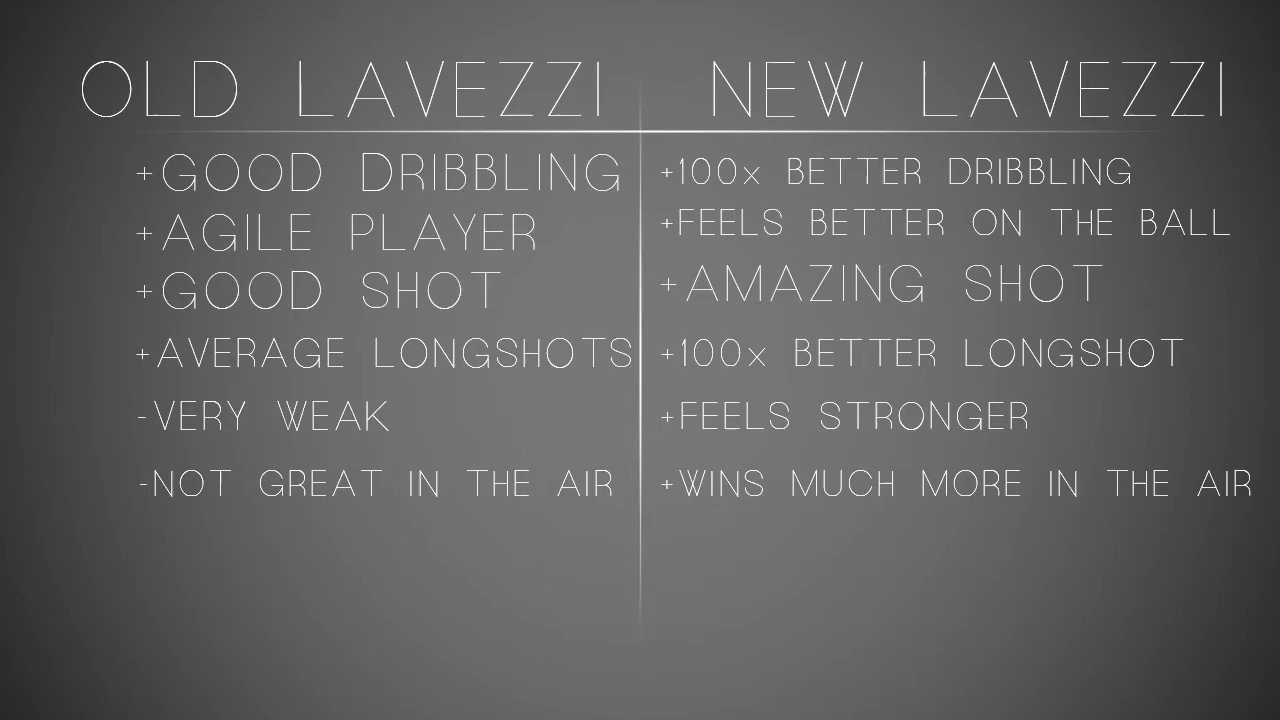 OLD LAVEZZI
+GOOD DRIBBLING
+AGILE PLAYER
+GOOD SHOT
+AVERAGE LONGSHOTS
-VERY WEAK
-NOT GREAT IN THE AIR
NEW LAVEZZI
+100x BETTER DRIBBLING
+FEELS BETTER ON THE BALL
+AMAZING SHOT
+100x BETTER LONGSHOT
+FEELS STRONGER
+WINS MUCH MORE IN THE AIR